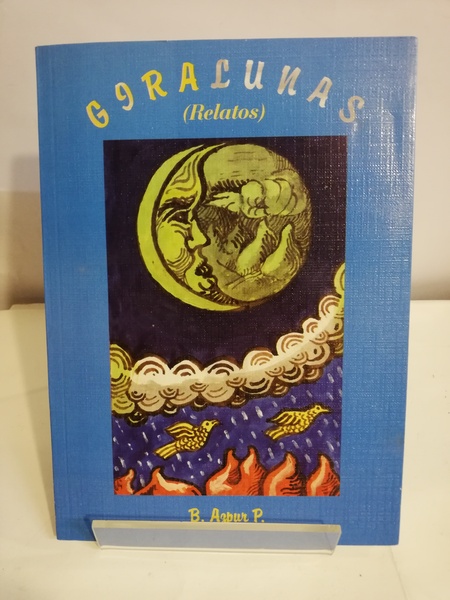 GIRALUNAS
(Relatos)
B. Azpur P.